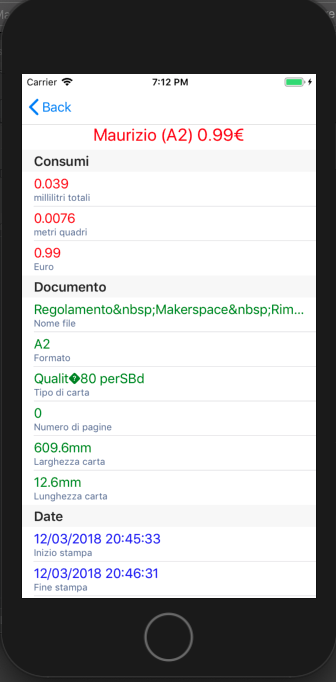 Carrier 7:12 PM
Back
Maurizio (A2) 0.99€
Consumi
0.039
millilitri totali
0.0076
metri quadri
0.99
Euro
Documento
Regolamento&nbsp;Makerspace&nbsp;Rim...
Nome file
A2
Formato
Qualit�80 perSBd
Tipo di carta
0
Numero di pagine
609.6mm
Larghezza carta
12.6mm
Lunghezza carta
Date
12/03/2018 20:45:33
Inizio stampa
12/03/2018 20:46:31
Fine stampa